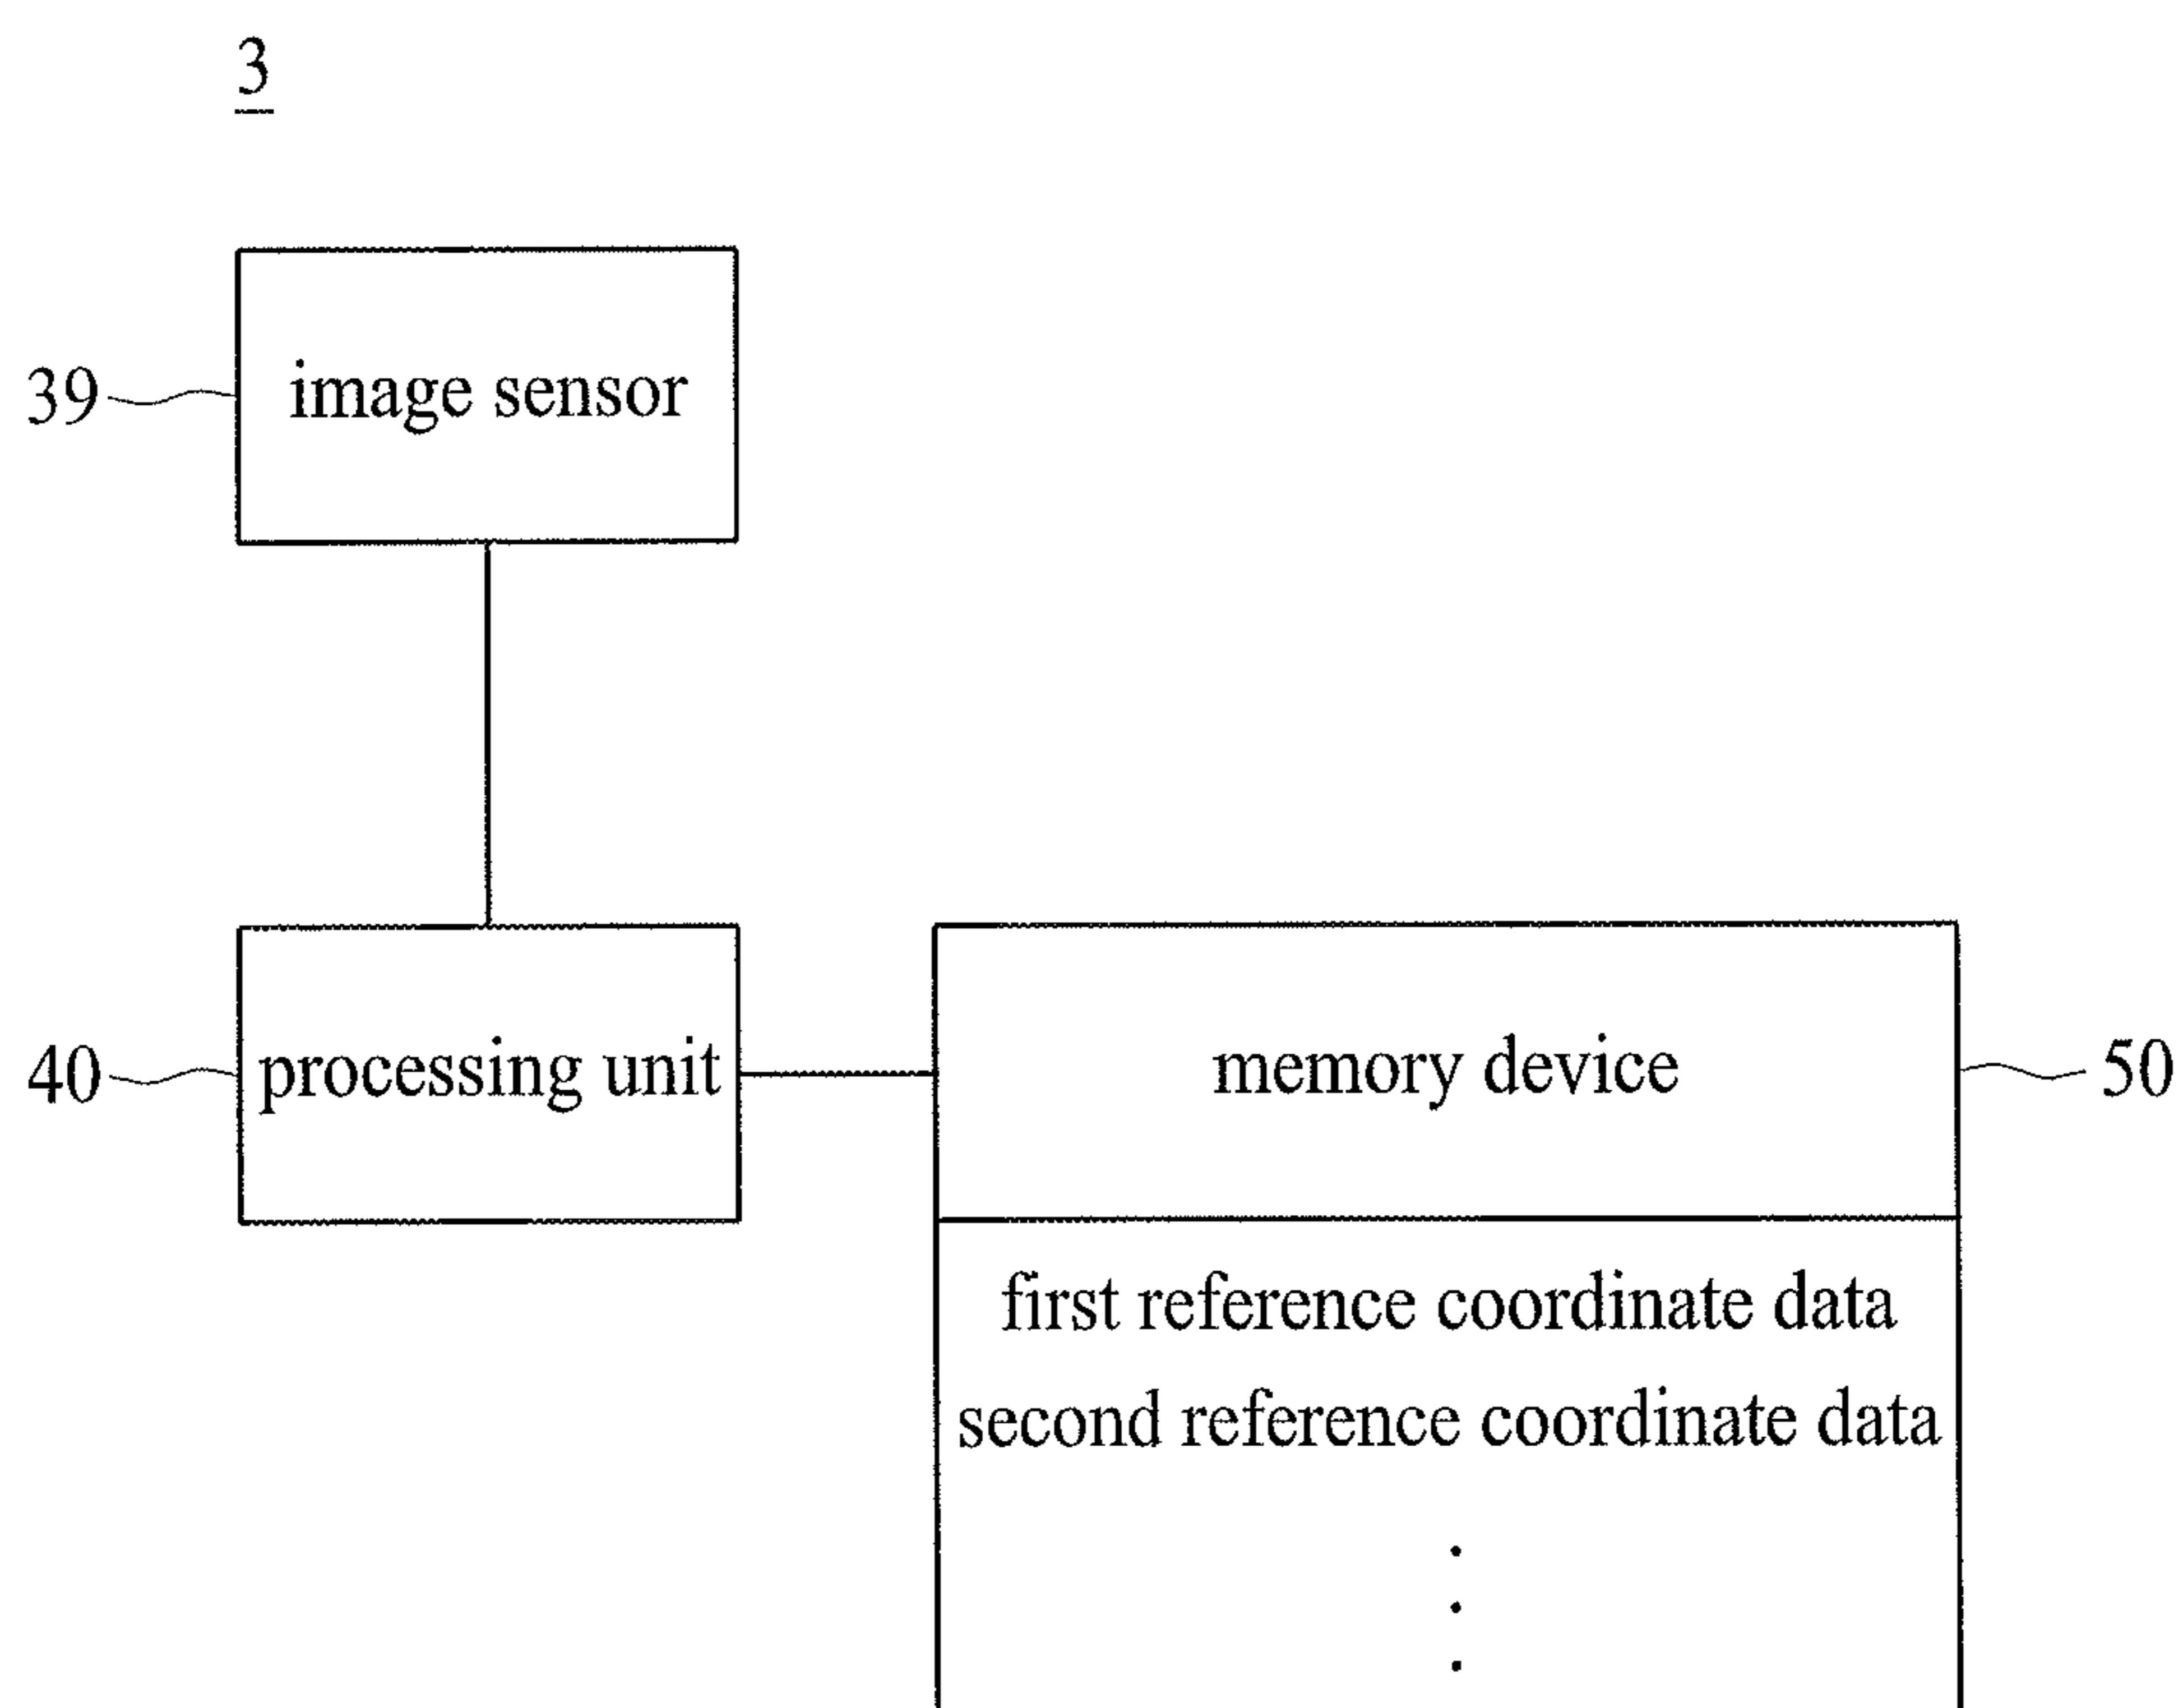 3
39 image sensor
40 processing unit memory device 50
first reference coordinate data
second reference coordinate data
.
.
.